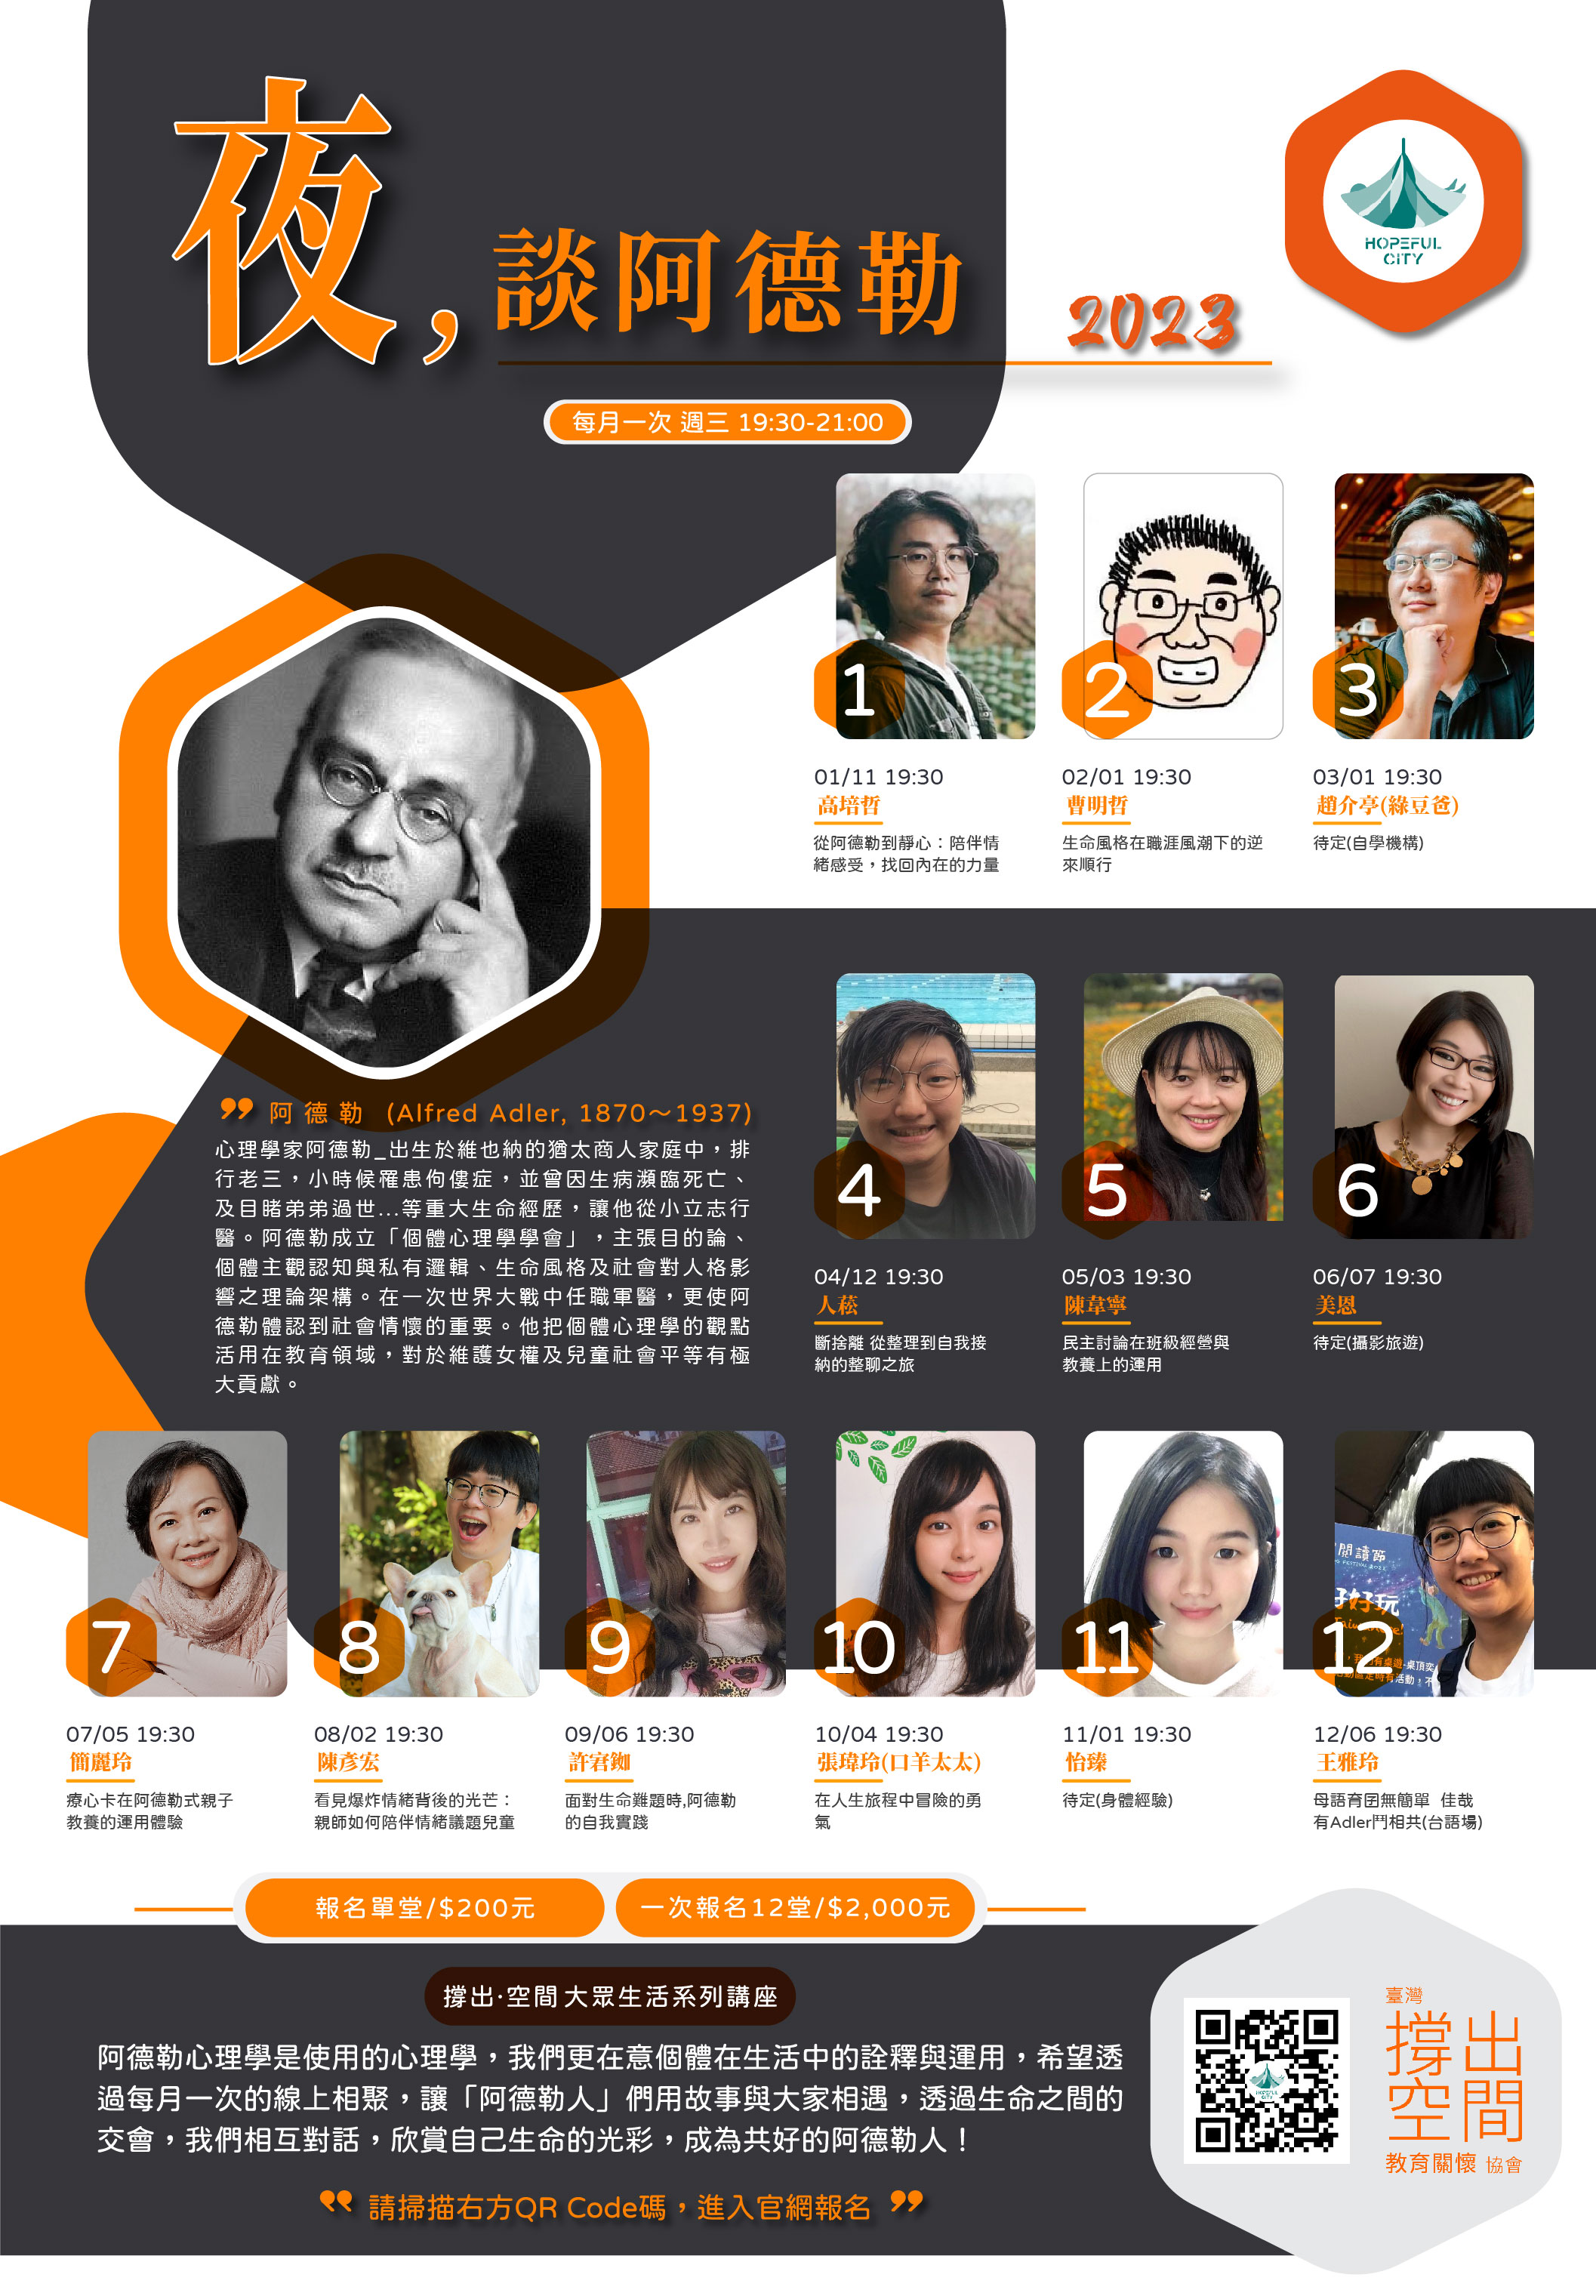 夜,
談阿德勒
2023
HOPEFUL
CITY
每月一次 週三 19:30-21:00
1
2
3
01/11 19:30
高培哲
從阿德勒到靜心：陪伴情
緒感受，找回內在的力量
02/01 19:30
曹明哲
生命風格在職涯風潮下的逆
來順行
03/01 19:30
趙介亭(綠豆爸)
待定(自學機構)
阿德勒 (Alfred Adler, 1870～1937)
心理學家阿德勒_出生於維也納的猶太商人家庭中，排
行老三，小時候罹患佝僂症，並曾因生病瀕臨死亡、
及目睹弟弟過世...等重大生命經歷，讓他從小立志行
醫。阿德勒成立「個體心理學學會」，主張目的論、
個體主觀認知與私有邏輯、生命風格及社會對人格影
響之理論架構。在一次世界大戰中任職軍醫，更使阿
德勒體認到社會情懷的重要。他把個體心理學的觀點
活用在教育領域，對於維護女權及兒童社會平等有極
大貢獻。
4
5
6
04/12 19:30
人菘
斷捨離 從整理到自我接
納的整聊之旅
05/03 19:30
陳韋寧
民主討論在班級經營與
教養上的運用
06/07 19:30
美恩
待定(攝影旅遊)
7
8
9
10
11
閱讀節
好玩
12
07/05 19:30
簡麗玲
療心卡在阿德勒式親子
教養的運用體驗
08/02 19:30
陳彥宏
看見爆炸情緒背後的光芒：
親師如何陪伴情緒議題兒童
09/06 19:30
許宭
面對生命難題時,阿德勒
的自我實踐
10/04 19:30
張瑋玲(口羊太太)
在人生旅程中冒險的勇
氣
11/01 19:30
怡臻
待定(身體經驗)
12/06 19:30
王雅玲
母語育囝無簡單 佳哉
有Adler鬥相共(台語場)
報名單堂/$200元
一次報名12堂/$2,000元
撐出·空間 大眾生活系列講座
阿德勒心理學是使用的心理學，我們更在意個體在生活中的詮釋與運用，希望透
過每月一次的線上相聚，讓「阿德勒人」們用故事與大家相遇，透過生命之間的
交會，我們相互對話，欣賞自己生命的光彩，成為共好的阿德勒人！
請掃描右方QR Code碼，進入官網報名
臺灣
撐出
空間
教育關懷 協會